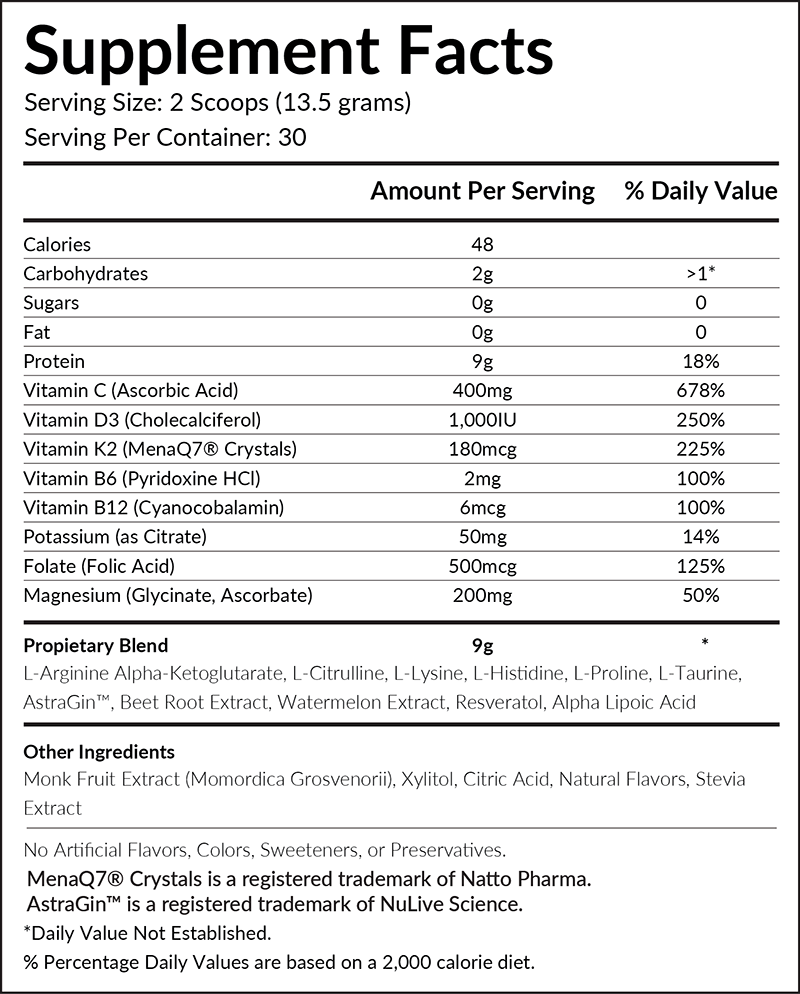 Supplement Facts
Serving Size: 2 Scoops (13.5 grams)
Serving Per Container: 30
Amount Per Serving % Daily Value
Calories 48
Carbohydrates 2g >1*
Sugars 0g 0
Fat 0g 0
Protein 9g 18%
Vitamin C (Ascorbic Acid) 400mg 678%
Vitamin D3 (Cholecalciferol) 1,000IU 250%
Vitamin K2 (MenaQ7® Crystals) 180mcg 225%
Vitamin B6 (Pyridoxine HCl) 2mg 100%
Vitamin B12 (Cyanocobalamin) 6mcg 100%
Potassium (as Citrate) 50mg 14%
Folate (Folic Acid) 500mcg 125%
Magnesium (Glycinate, Ascorbate) 200mg 50%
Propietary Blend 9g *
L-Arginine Alpha-Ketoglutarate, L-Citrulline, L-Lysine, L-Histidine, L-Proline, L-Taurine,
AstraGin™, Beet Root Extract, Watermelon Extract, Resveratol, Alpha Lipoic Acid
Other Ingredients
Monk Fruit Extract (Momordica Grosvenorii), Xylitol, Citric Acid, Natural Flavors, Stevia
Extract
No Artificial Flavors, Colors, Sweeteners, or Preservatives.
MenaQ7® Crystals is a registered trademark of Natto Pharma.
AstraGin™ is a registered trademark of NuLive Science.
*Daily Value Not Established.
% Percentage Daily Values are based on a 2,000 calorie diet.